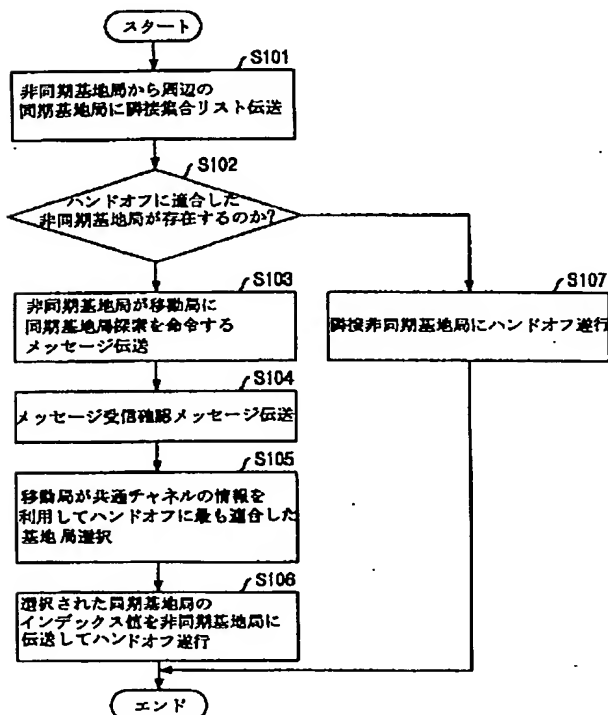 スタート
S101
非同期基地局から周辺の
同期基地局に隣接集合リスト伝送
S102
ハンドオフに適合した
非同期基地局が存在するのか?
S103
非同期基地局が移動局に
同期基地局探索を命令する
メッセージ伝送
S107
隣接非同期基地局にハンドオフ遂行
S104
メッセージ受信確認メッセージ伝送
S105
移動局が共通チャネルの情報を
利用してハンドオフに最も適合した
基地局選択
S106
選択された同期基地局の
インデックス値を非同期基地局に
伝送してハンドオフ遂行
エンド